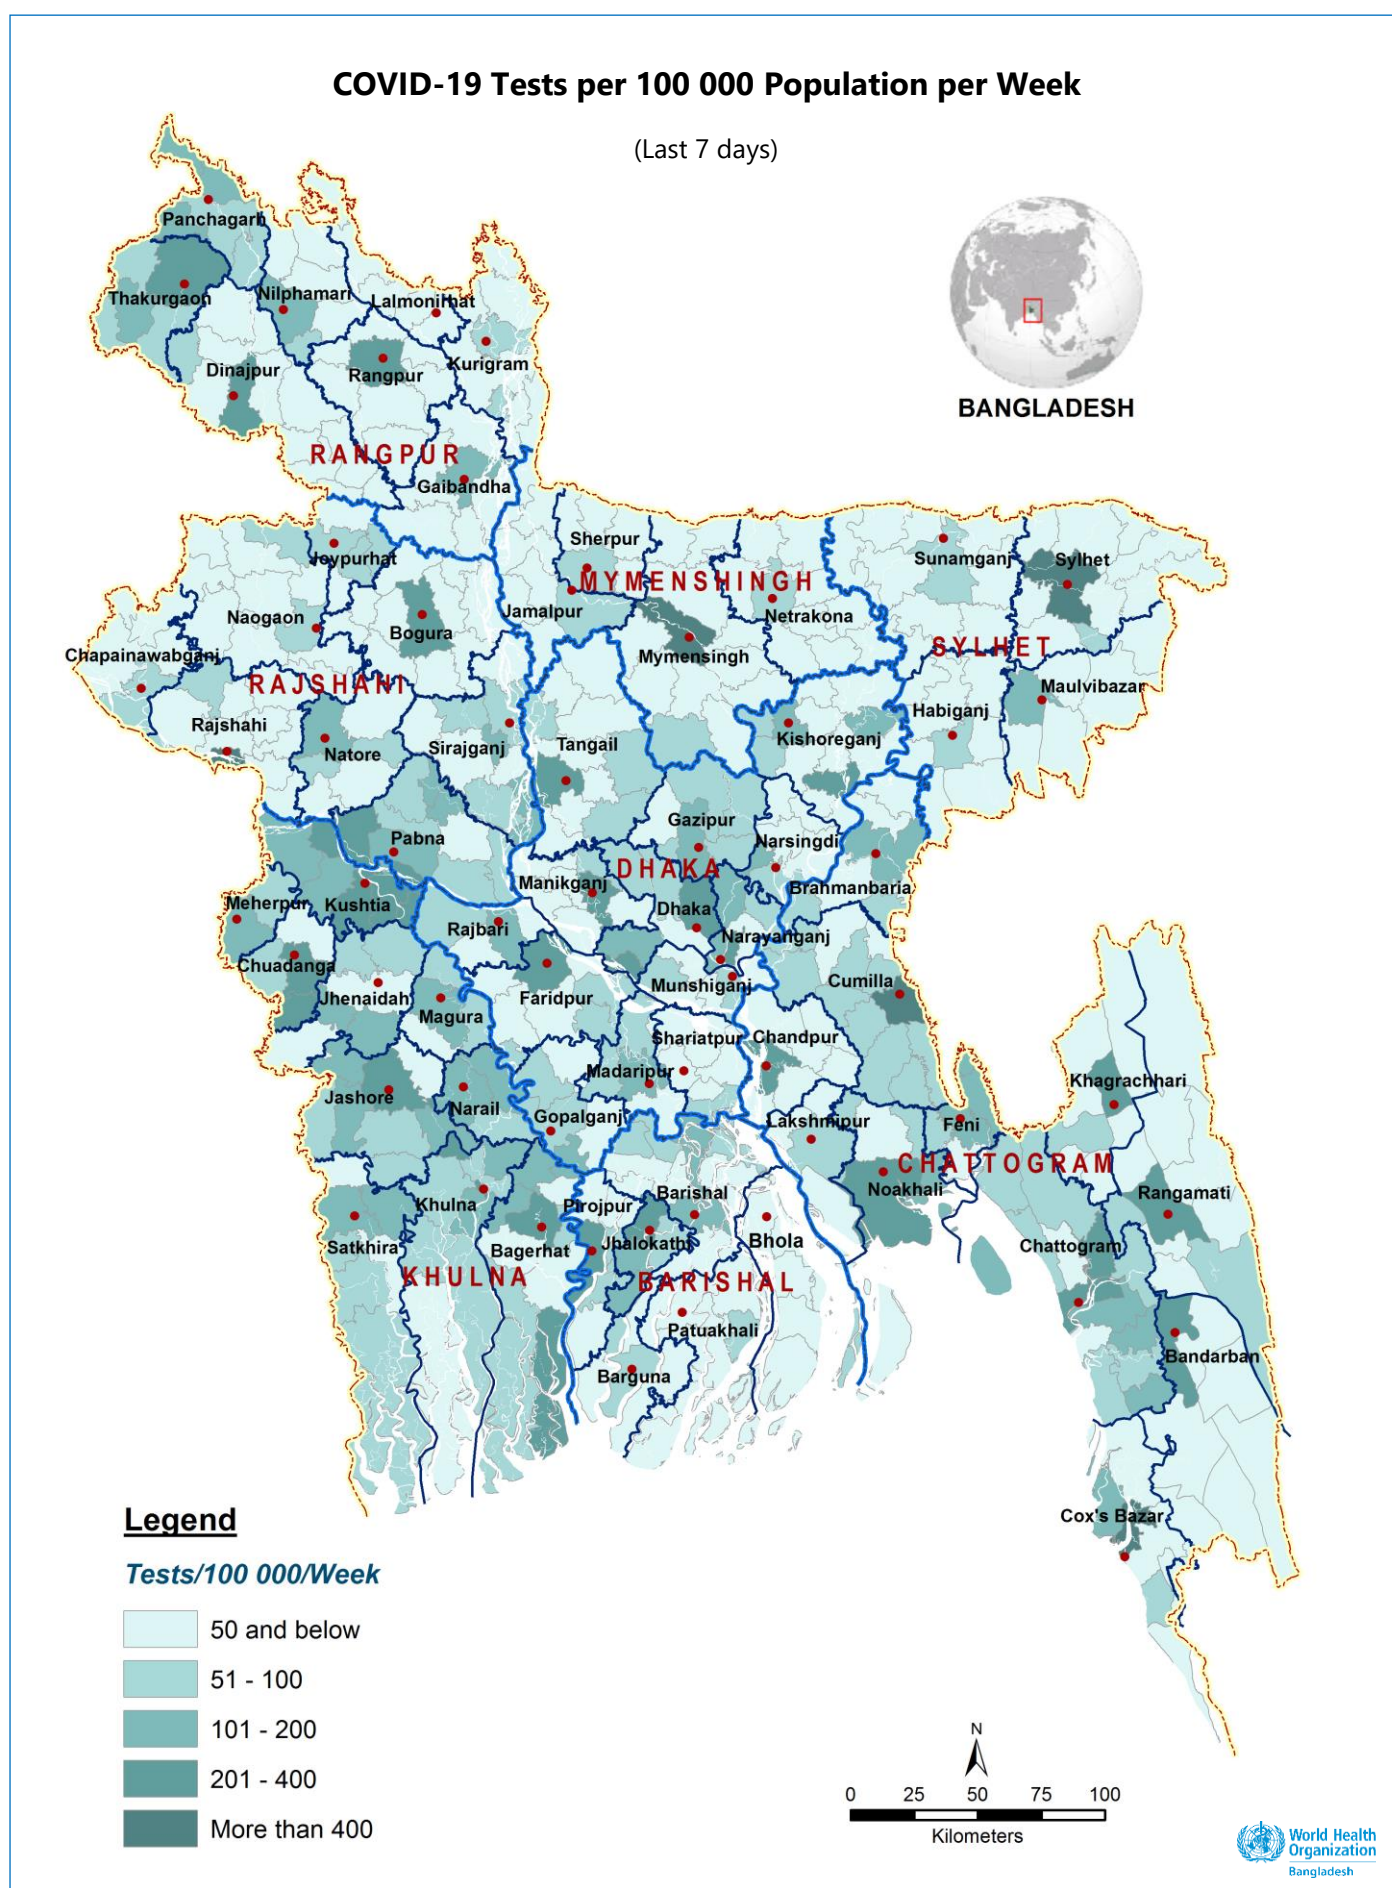 COVID-19 Tests per 100 000 Population per Week
(Last 7 days)
BANGLADESH
Panchagarh
Thakurgaon
Nilphamari
Lalmonirhat
Dinajpur
Rangpur
Kurigram
RANGPUR
Gaibandha
Joypurhat
Sherpur
Sunamganj
Sylhet
MYMENSHINGH
Naogaon
Bogura
Jamalpur
Netrakona
Chapainawabganj
Mymensingh
SYLHET
RAJSHANI
Maulvibazar
Rajshahi
Habiganj
Natore
Sirajganj
Tangail
Kishoreganj
Gazipur
Pabna
Narsingdi
DHAKA
Manikganj
Brahmanbaria
Meherpur
Kushtia
Dhaka
Rajbari
Narayanganj
Chuadanga
Munshiganj
Cumilla
Jhenaidah
Faridpur
Magura
Shariatpur
Chandpur
Madaripur
Khagrachhari
Jashore
Narail
Gopalganj
Lakshmipur
Feni
CHATTOGRAM
Noakhali
Rangamati
Khulna
Pirojpur
Barishal
Satkhira
Bagerhat
Jhalokathi
Bhola
Chattogram
KHULNA
BARISHAL
Patuakhali
Bandarban
Barguna
Cox's Bazar
Legend
Tests/100 000/Week
50 and below
51 - 100
101 - 200
201 - 400
More than 400
N
0 25 50 75 100
Kilometers
World Health
Organization
Bangladesh